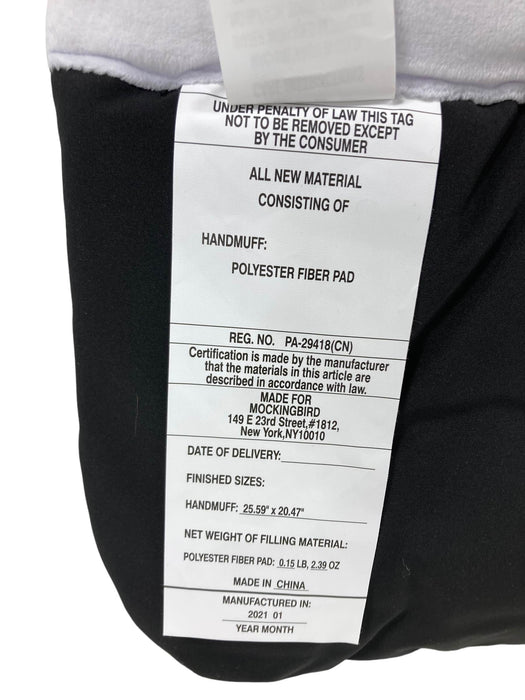 UNDER PENALTY OF LAW THIS TAG
NOT TO BE REMOVED EXCEPT
BY THE CONSUMER
ALL NEW MATERIAL
CONSISTING OF
HANDMUFF:
POLYESTER FIBER PAD
REG. NO. PA-29418(CN)
Certification is made by the manufacturer
that the materials in this article are
described in accordance with law.
MADE FOR
MOCKINGBIRD
149 E 23rd Street,#1812,
New York,NY10010
DATE OF DELIVERY:
FINISHED SIZES:
HANDMUFF: 25.59" x 20.47"
NET WEIGHT OF FILLING MATERIAL:
POLYESTER FIBER PAD: 0.15 LB, 2.39 OZ
MADE IN CHINA
MANUFACTURED IN:
2021 01
YEAR MONTH